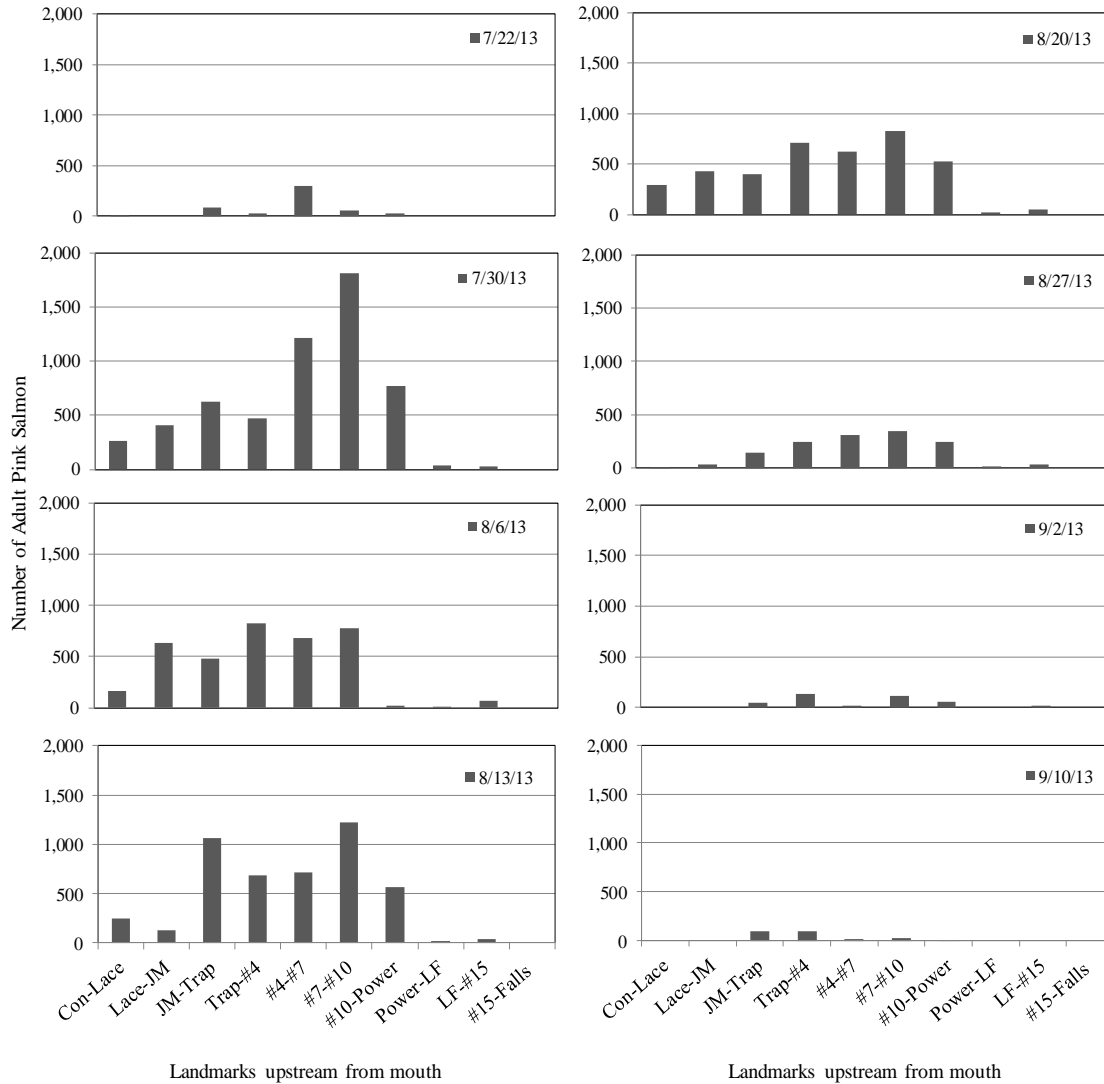 2,000
1,500
1,000
500
0
7/22/13
2,000
1,500
1,000
500
0
7/30/13
2,000
1,500
1,000
500
0
8/6/13
2,000
1,500
1,000
500
0
8/13/13
Number of Adult Pink Salmon
Con-Lace
Lace-JM
JM-Trap
Trap-#4
#4-#7
#7-#10
#10-Power
Power-LF
LF-#15
#15-Falls
Landmarks upstream from mouth
2,000
1,500
1,000
500
0
8/20/13
2,000
1,500
1,000
500
0
8/27/13
2,000
1,500
1,000
500
0
9/2/13
2,000
1,500
1,000
500
0
9/10/13
Con-Lace
Lace-JM
JM-Trap
Trap-#4
#4-#7
#7-#10
#10-Power
Power-LF
LF-#15
#15-Falls
Landmarks upstream from mouth